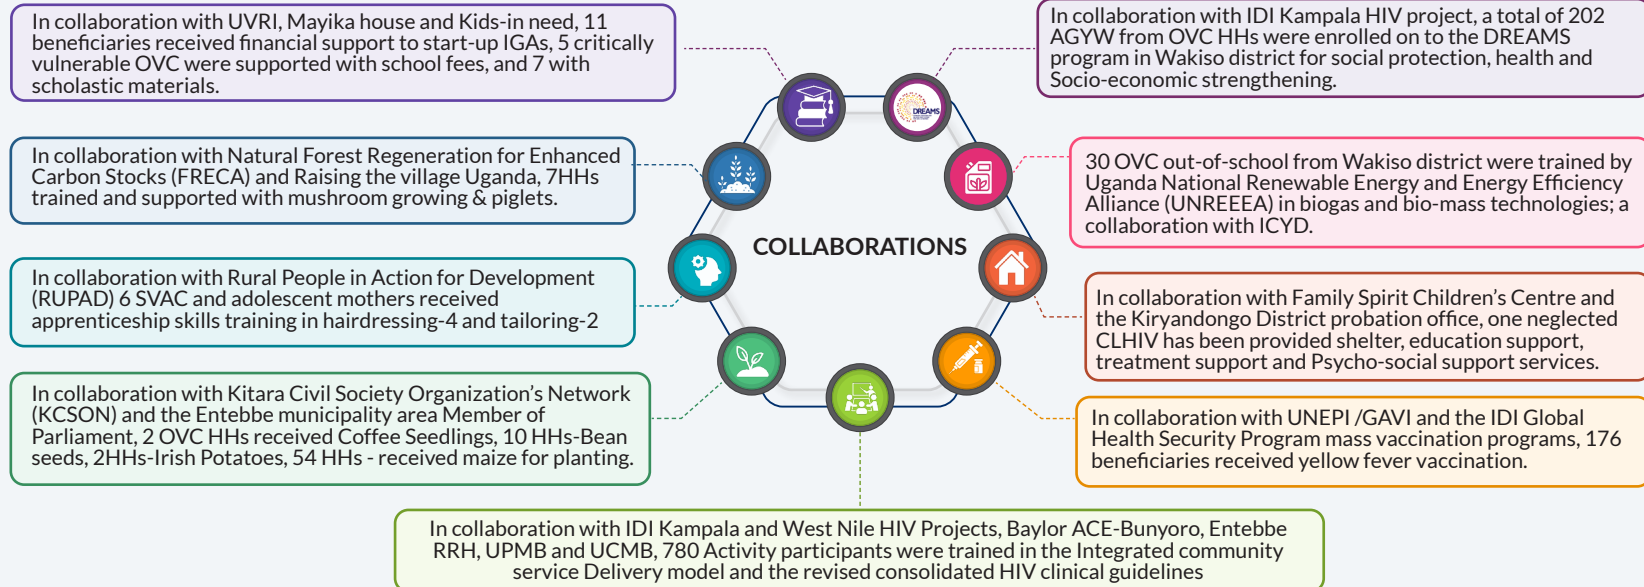 In collaboration with UVRI, Mayika house and Kids-in need, 11
beneficiaries received financial support to start-up IGAs, 5 critically
vulnerable OVC were supported with school fees, and 7 with
scholastic materials.
In collaboration with IDI Kampala HIV project, a total of 202
AGYW from OVC HHs were enrolled on to the DREAMS
program in Wakiso district for social protection, health and
Socio-economic strengthening.
DREAMS
In collaboration with Natural Forest Regeneration for Enhanced
Carbon Stocks (FRECA) and Raising the village Uganda, 7HHs
trained and supported with mushroom growing & piglets.
30 OVC out-of-school from Wakiso district were trained by
Uganda National Renewable Energy and Energy Efficiency
Alliance (UNREEEA) in biogas and bio-mass technologies; a
collaboration with ICYD.
COLLABORATIONS
In collaboration with Rural People in Action for Development
(RUPAD) 6 SVAC and adolescent mothers received
apprenticeship skills training in hairdressing-4 and tailoring-2
In collaboration with Family Spirit Children's Centre and
the Kiryandongo District probation office, one neglected
CLHIV has been provided shelter, education support,
treatment support and Psycho-social support services.
In collaboration with Kitara Civil Society Organization's Network
(KCSON) and the Entebbe municipality area Member of
Parliament, 2 OVC HHs received Coffee Seedlings, 10 HHs-Bean
seeds, 2HHs-Irish Potatoes, 54 HHs - received maize for planting.
In collaboration with UNEPI /GAVI and the IDI Global
Health Security Program mass vaccination programs, 176
beneficiaries received yellow fever vaccination.
In collaboration with IDI Kampala and West Nile HIV Projects, Baylor ACE-Bunyoro, Entebbe
RRH, UPMB and UCMB, 780 Activity participants were trained in the Integrated community
service Delivery model and the revised consolidated HIV clinical guidelines